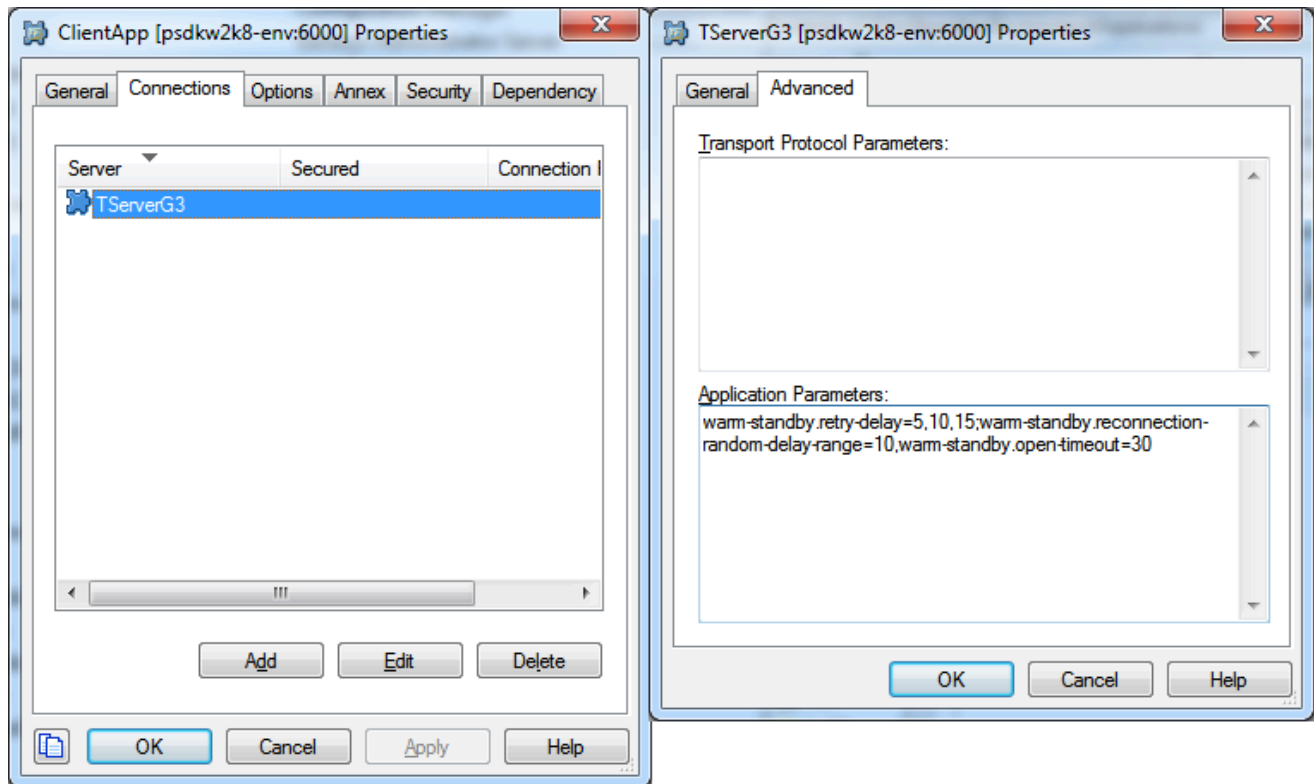 ClientApp [psdkw2k8-env:6000] Properties
General Connections Options Annex Security Dependency
Server Secured Connection
TServerG3
Add Edit Delete
OK Cancel Apply Help
TServerG3 [psdkw2k8-env:6000] Properties
General Advanced
Transport Protocol Parameters:
Application Parameters:
warm-standby.retry-delay=5,10,15;warm-standby.reconnection-
random-delay-range=10,warm-standby.open-timeout=30
OK Cancel Help